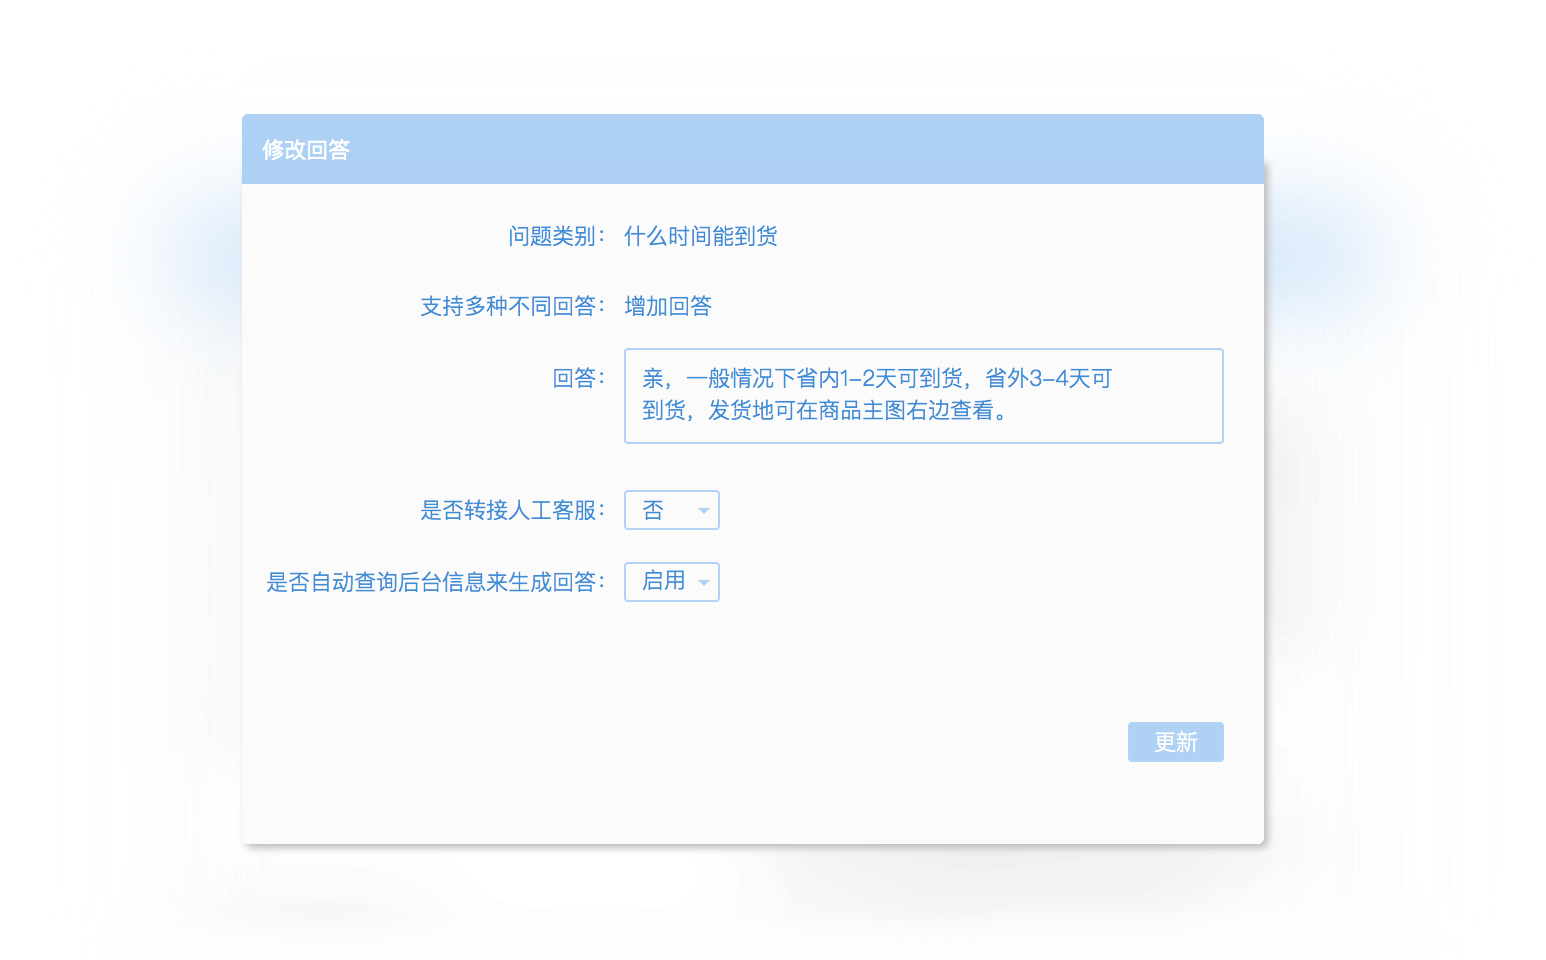 修改回答
问题类别： 什么时间能到货
支持多种不同回答： 增加回答
回答： 亲，一般情况下省内1-2天可到货，省外3-4天可
到货，发货地可在商品主图右边查看。
是否转接人工客服： 否
是否自动查询后台信息来生成回答： 启用
更新